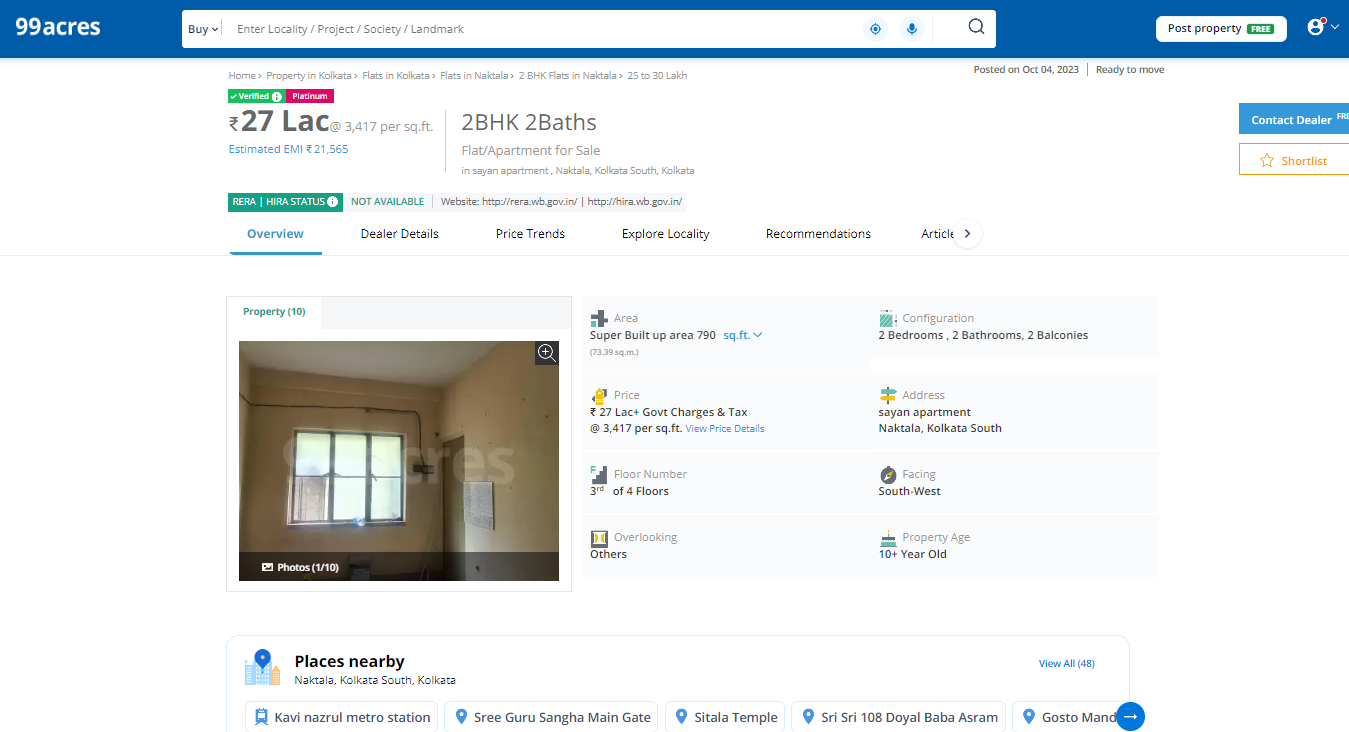 99acres
Buy
Enter Locality / Project / Society / Landmark
Post property FREE
Home › Property in Kolkata › Flats in Kolkata › Flats in Naktala › 2 BHK Flats in Naktala › 25 to 30 Lakh
Posted on Oct 04, 2023 | Ready to move
Verified Platinum
₹27 Lac @ 3,417 per sq.ft.
Estimated EMI ₹ 21,565
2BHK 2Baths
Flat/Apartment for Sale
in sayan apartment , Naktala, Kolkata South, Kolkata
Contact Dealer FRE
Shortlist
RERA | HIRA STATUS NOT AVAILABLE Website: http://rera.wb.gov.in/ | http://hira.wb.gov.in/
Overview Dealer Details Price Trends Explore Locality Recommendations Article
Property (10)
99acres
Photos (1/10)
Area
Super Built up area 790 sq.ft.
(73.39 sq.m.)
Configuration
2 Bedrooms , 2 Bathrooms, 2 Balconies
Price
₹ 27 Lac+ Govt Charges & Tax
@ 3,417 per sq.ft. View Price Details
Address
sayan apartment
Naktala, Kolkata South
Floor Number
3rd of 4 Floors
Facing
South-West
Overlooking
Others
Property Age
10+ Year Old
Places nearby
Naktala, Kolkata South, Kolkata
View All (48)
Kavi nazrul metro station Sree Guru Sangha Main Gate Sitala Temple Sri Sri 108 Doyal Baba Asram Gosto Mand